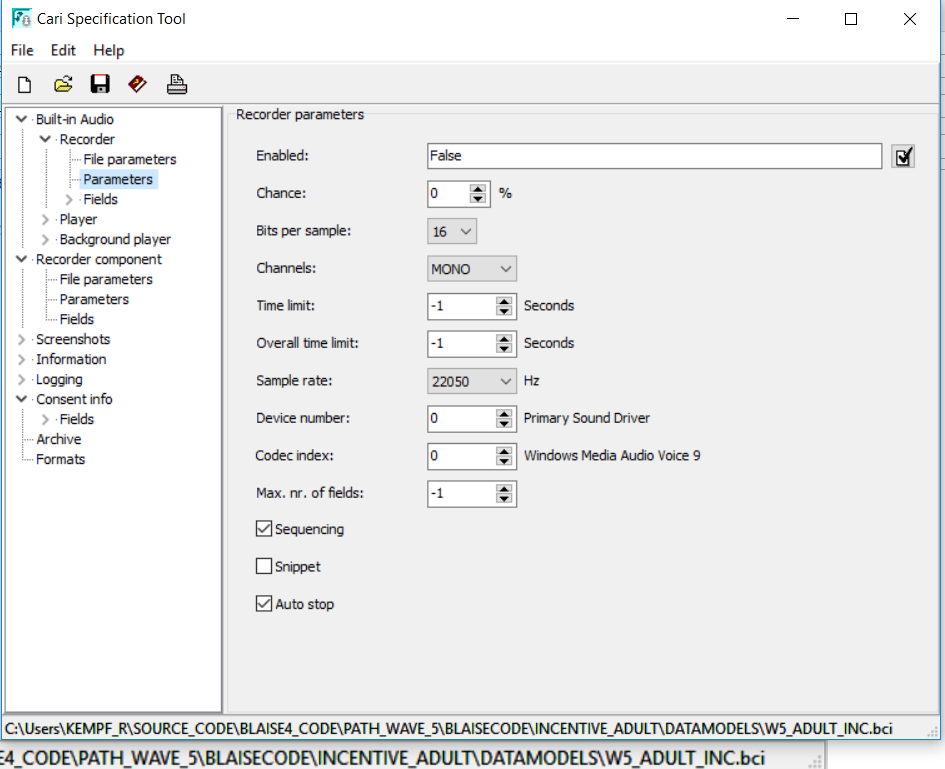 Cari Specification Tool
File Edit Help
Built-in Audio
Recorder
File parameters
Parameters
Fields
Player
Background player
Recorder component
File parameters
Parameters
Fields
Screenshots
Information
Logging
Consent info
Fields
Archive
Formats
Recorder parameters
Enabled: False
Chance: 0 %
Bits per sample: 16
Channels: MONO
Time limit: -1 Seconds
Overall time limit: -1 Seconds
Sample rate: 22050 Hz
Device number: 0 Primary Sound Driver
Codec index: 0 Windows Media Audio Voice 9
Max. nr. of fields: -1
Sequencing
Snippet
Auto stop
C:\Users\KEMPF_R\SOURCE_CODE\BLAISE4_CODE\PATH_WAVE_5\BLAISECODE\INCENTIVE_ADULT\DATAMODELS\W5_ADULT_INC.bci
E4_CODE\PATH_WAVE_5\BLAISECODE\INCENTIVE_ADULT\DATAMODELS\W5_ADULT_INC.bci